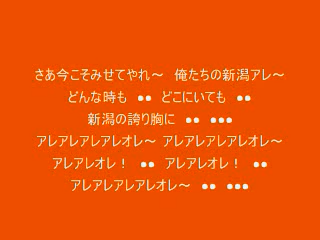 さあ今こそみせてやれ～　俺たちの新潟アレ～
どんな時も　●●　どこにいても　●●
新潟の誇り胸に　●●　●●●
アレアレアレアレオレ～ アレアレアレアレオレ～
アレアレオレ！　●●　アレアレオレ！　●●
アレアレアレアレオレ～　●●　●●●